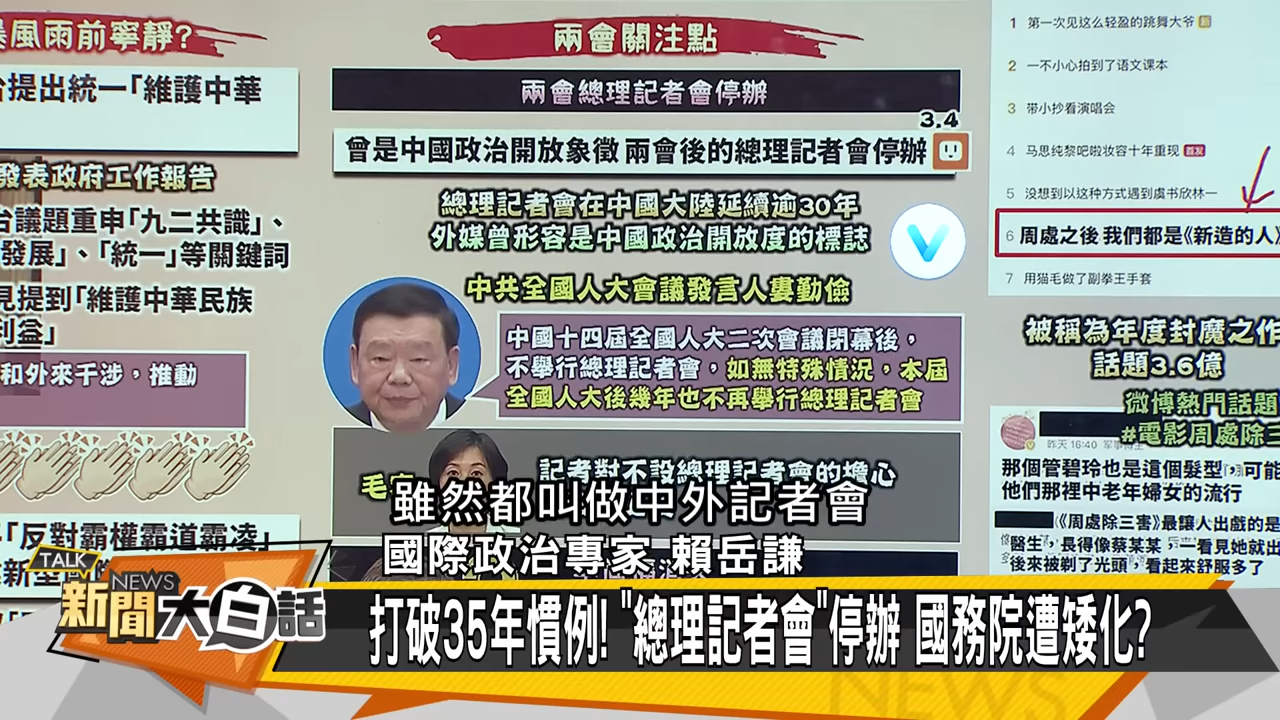 暴風雨前寧靜?
台提出統一「維護中華
發表政府工作報告
台議題重申「九二共識」、
發展」、「統一」等關鍵詞
見提到「維護中華民族
利益」
和外來干涉，推動
「反對霸權霸道霸凌」
兩會關注點
兩會總理記者會停辦
3.4
曾是中國政治開放象徵 兩會後的總理記者會停辦
總理記者會在中國大陸延續逾30年
外媒曾形容是中國政治開放度的標誌
中共全國人大會議發言人婁勤儉
中國十四屆全國人大二次會議閉幕後，
不舉行總理記者會，如無特殊情況，本屆
全國人大後幾年也不再舉行總理記者會
記者對不設總理記者會的擔心
毛
1 第一次见这么轻盈的跳舞大爷 新
2 一不小心拍到了语文课本
3 带小抄看演唱会
4 马思纯黎吧啦妆容十年重现 首发
5 没想到以这种方式遇到虞书欣林一
6 周處之後 我們都是《新造的人》
7 用猫毛做了副拳王手套
被稱為年度封魔之作
話題3.6億
微博熱門話題
#電影周處除三
昨天 16:40
那個管碧玲也是這個髮型，可能
他們那裡中老年婦女的流行
《周處除三害》最讓人出戲的是
醫生，長得像蔡某某，一看見她就出
後來被剃了光頭，看起來舒服多了
雖然都叫做中外記者會
國際政治專家 賴岳謙
TALK
NEWS
新聞大白話
打破35年慣例! "總理記者會"停辦 國務院遭矮化?
NEWS